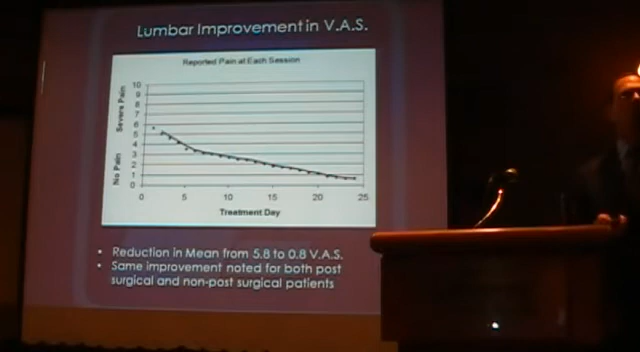 Lumbar Improvement in V.A.S.
Reported Pain at Each Session
Severe Pain
No Pain
10
9
8
7
6
5
4
3
2
1
0
0 5 10 15 20 25
Treatment Day
• Reduction in Mean from 5.8 to 0.8 V.A.S.
• Same improvement noted for both post
surgical and non-post surgical patients